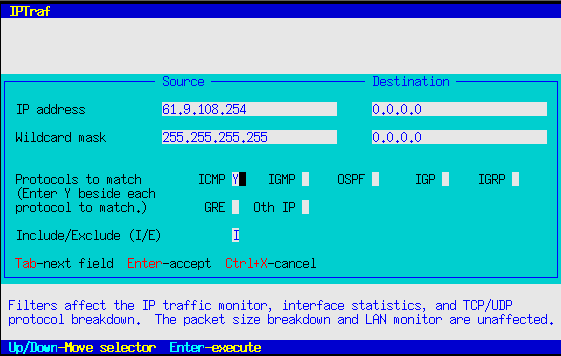 IPTraf
Source Destination
IP address 61.9.108.254 0.0.0.0
Wildcard mask 255.255.255.255 0.0.0.0
Protocols to match ICMP Y IGMP OSPF IGP IGRP
(Enter Y beside each
protocol to match.) GRE Oth IP
Include/Exclude (I/E) I
Tab-next field Enter-accept Ctrl+X-cancel
Filters affect the IP traffic monitor, interface statistics, and TCP/UDP
protocol breakdown. The packet size breakdown and LAN monitor are unaffected.
Up/Down-Move selector Enter-execute